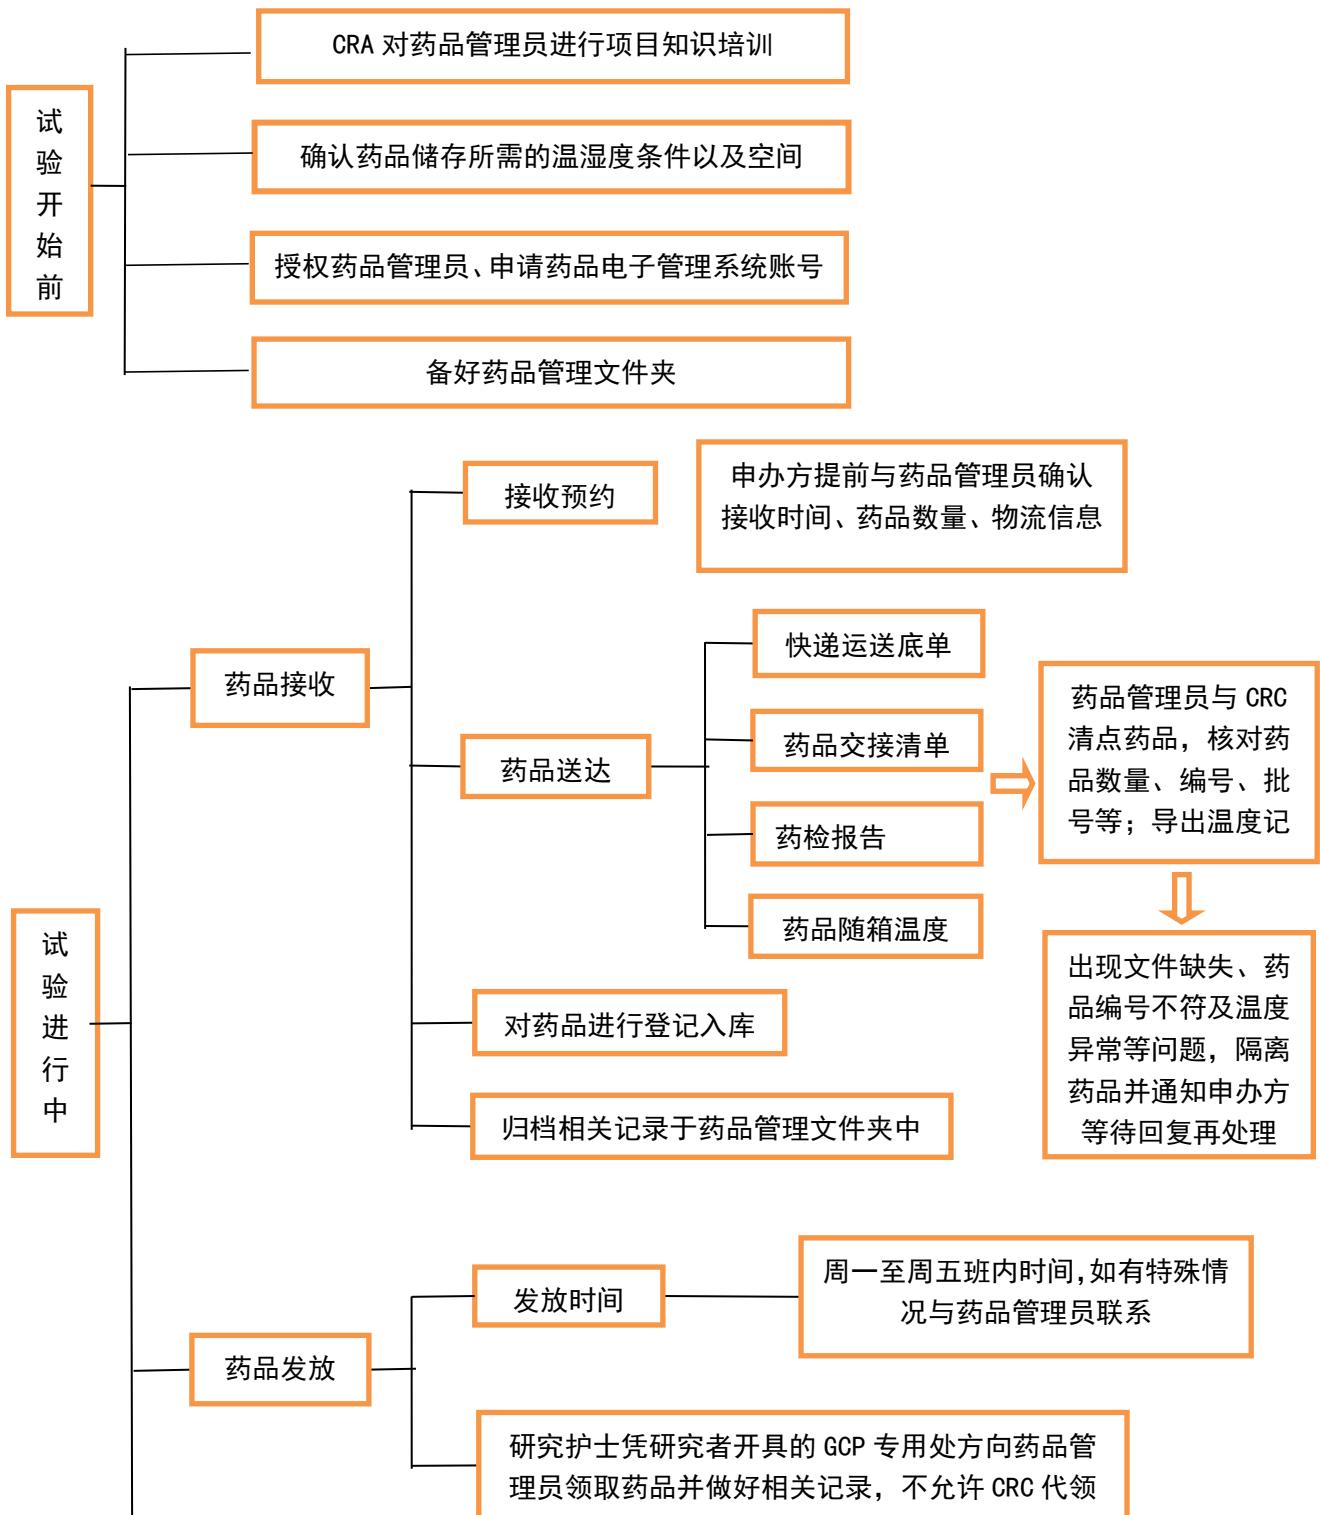 试
验
开
始
前
CRA 对药品管理员进行项目知识培训
确认药品储存所需的温湿度条件以及空间
授权药品管理员、申请药品电子管理系统账号
备好药品管理文件夹
试
验
进
行
中
药品接收
接收预约
申办方提前与药品管理员确认
接收时间、药品数量、物流信息
药品送达
快递运送底单
药品交接清单
药检报告
药品随箱温度
药品管理员与 CRC
清点药品，核对药
品数量、编号、批
号等；导出温度记
出现文件缺失、药
品编号不符及温度
异常等问题，隔离
药品并通知申办方
等待回复再处理
对药品进行登记入库
归档相关记录于药品管理文件夹中
药品发放
发放时间
周一至周五班内时间,如有特殊情
况与药品管理员联系
研究护士凭研究者开具的 GCP 专用处方向药品管
理员领取药品并做好相关记录，不允许 CRC 代领